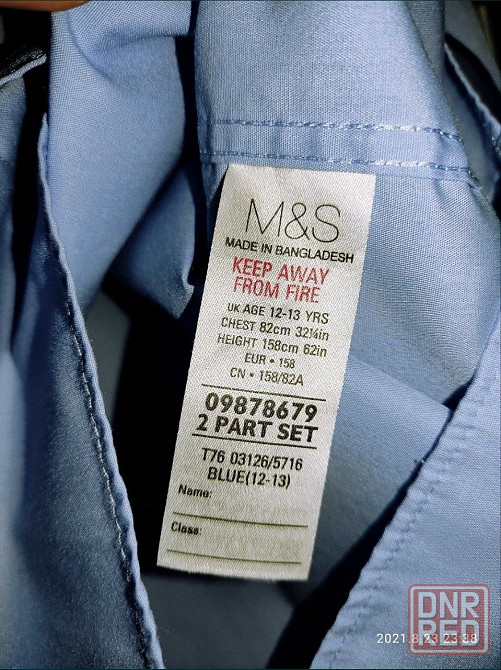 M&S
MADE IN BANGLADESH
KEEP AWAY
FROM FIRE
UK AGE 12-13 YRS
CHEST 82cm 32¼in
HEIGHT 158cm 62in
EUR • 158
CN • 158/82A
09878679
2 PART SET
T76 03126/5716
BLUE(12-13)
Name:
Class:
DNR
RED
2021.8.23 23:38